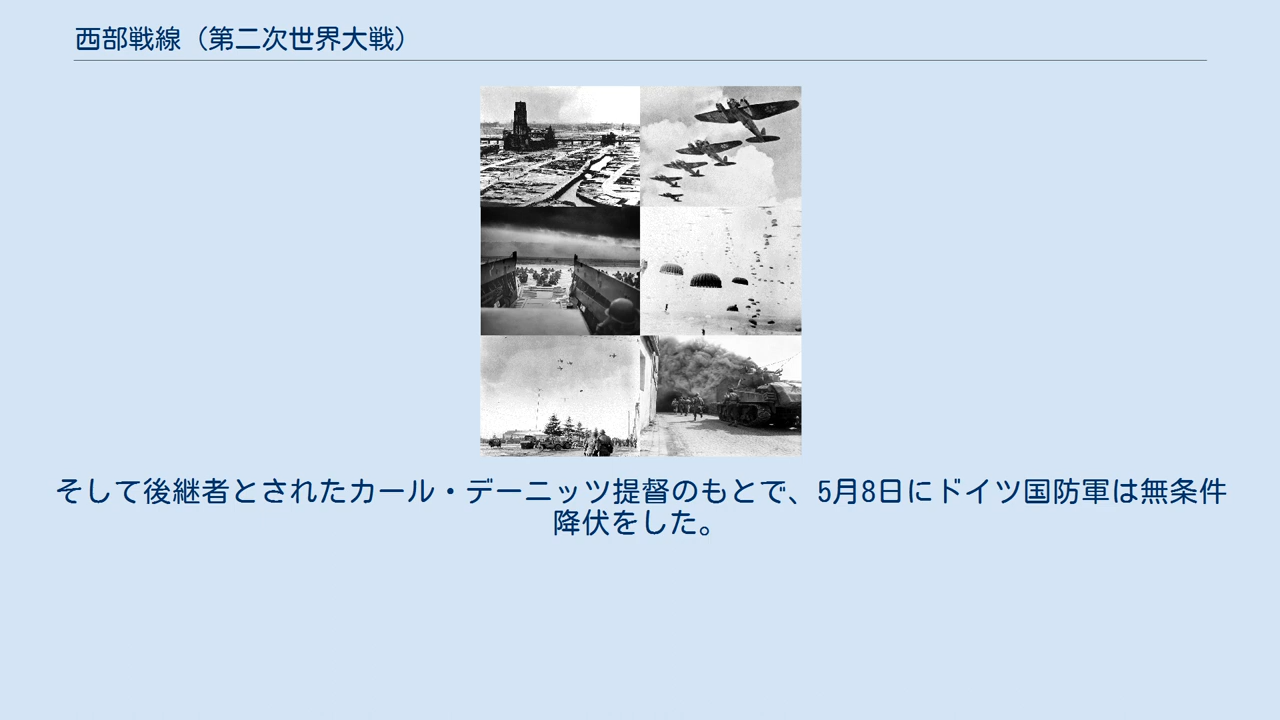 西部戦線（第二次世界大戦）
そして後継者とされたカール・デーニッツ提督のもとで、5月8日にドイツ国防軍は無条件
降伏をした。